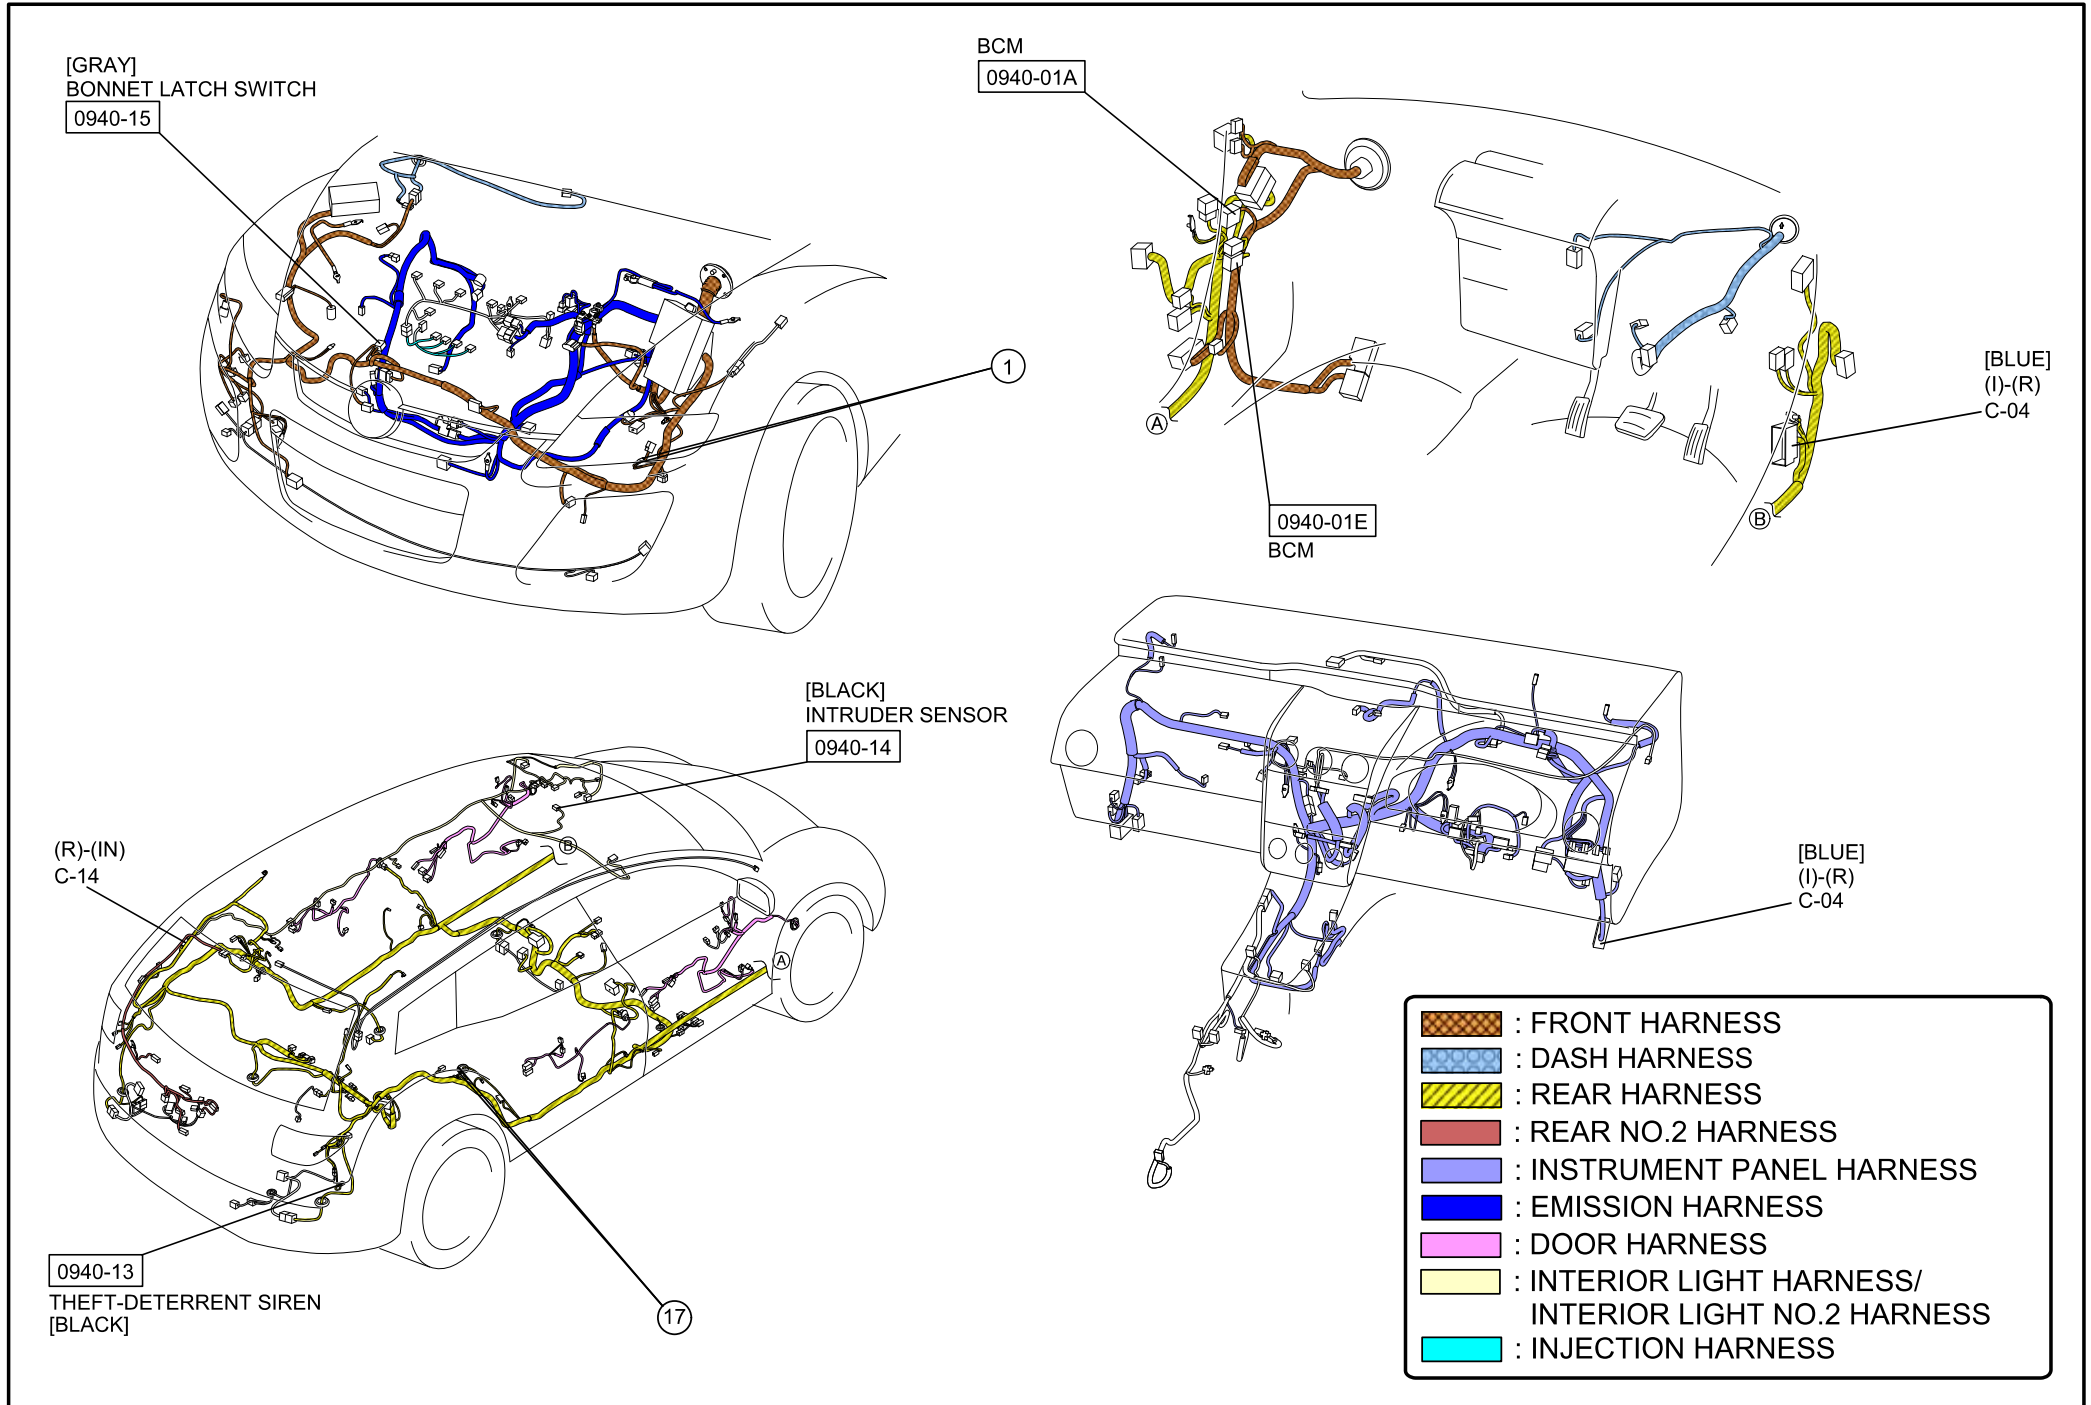 [GRAY]
BONNET LATCH SWITCH
0940-15
1
BCM
0940-01A
A
0940-01E
BCM
[BLUE]
(I)-(R)
C-04
B
[BLACK]
INTRUDER SENSOR
0940-14
(R)-(IN)
C-14
B
A
0940-13
THEFT-DETERRENT SIREN
[BLACK]
17
[BLUE]
(I)-(R)
C-04
: FRONT HARNESS
: DASH HARNESS
: REAR HARNESS
: REAR NO.2 HARNESS
: INSTRUMENT PANEL HARNESS
: EMISSION HARNESS
: DOOR HARNESS
: INTERIOR LIGHT HARNESS/
INTERIOR LIGHT NO.2 HARNESS
: INJECTION HARNESS